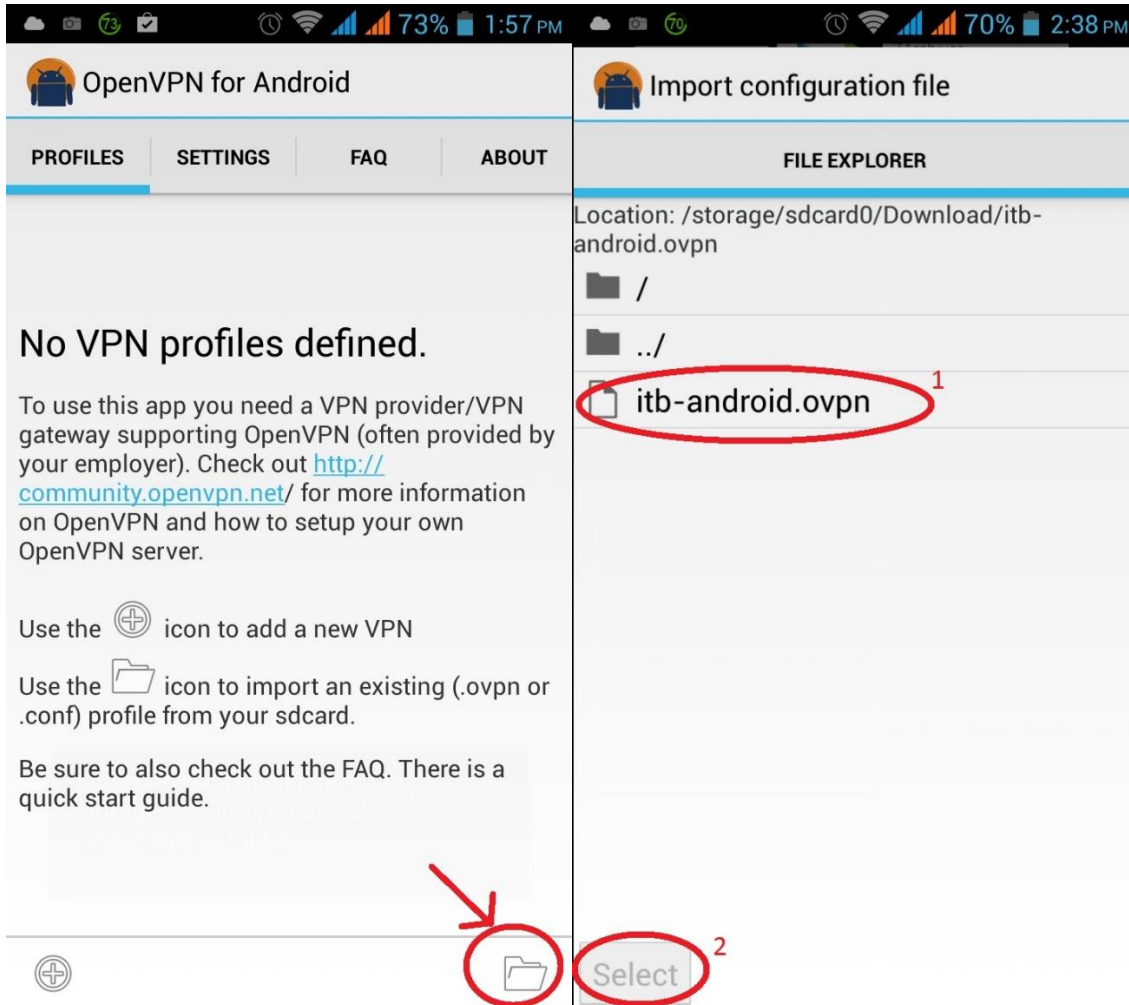 73 73% 1:57 PM
OpenVPN for Android
PROFILES SETTINGS FAQ ABOUT
No VPN profiles defined.
To use this app you need a VPN provider/VPN
gateway supporting OpenVPN (often provided by
your employer). Check out http://
community.openvpn.net/ for more information
on OpenVPN and how to setup your own
OpenVPN server.
Use the icon to add a new VPN
Use the icon to import an existing (.ovpn or
.conf) profile from your sdcard.
Be sure to also check out the FAQ. There is a
quick start guide.
70 70% 2:38 PM
Import configuration file
FILE EXPLORER
Location: /storage/sdcard0/Download/itb-
android.ovpn
/
../
itb-android.ovpn 1
Select 2